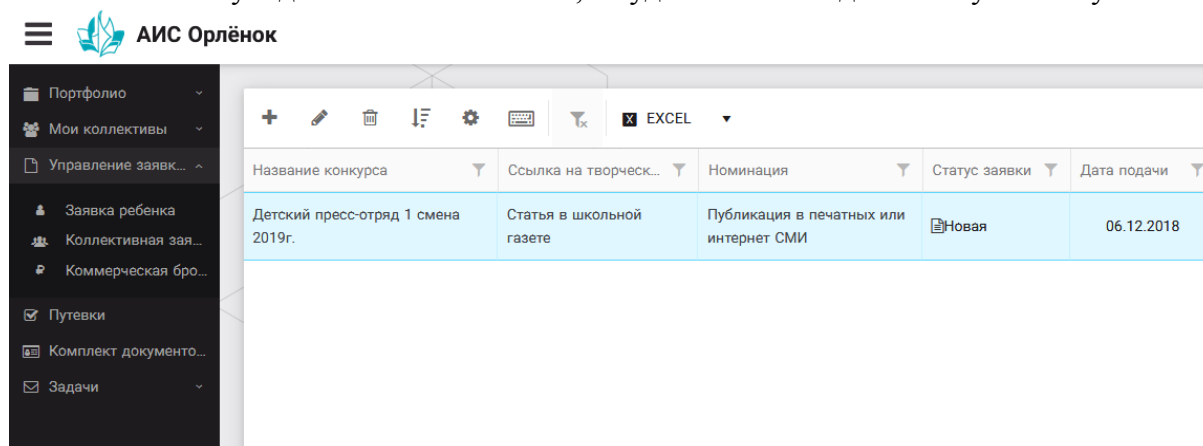 АИС Орлёнок
Портфолио
Мои коллективы
Управление заявк...
Заявка ребенка
Коллективная зая...
Коммерческая бро...
Путевки
Комплект документо...
Задачи
EXCEL
Название конкурса
Ссылка на творческ...
Номинация
Статус заявки
Дата подачи
Детский пресс-отряд 1 смена
2019г.
Статья в школьной
газете
Публикация в печатных или
интернет СМИ
Новая
06.12.2018